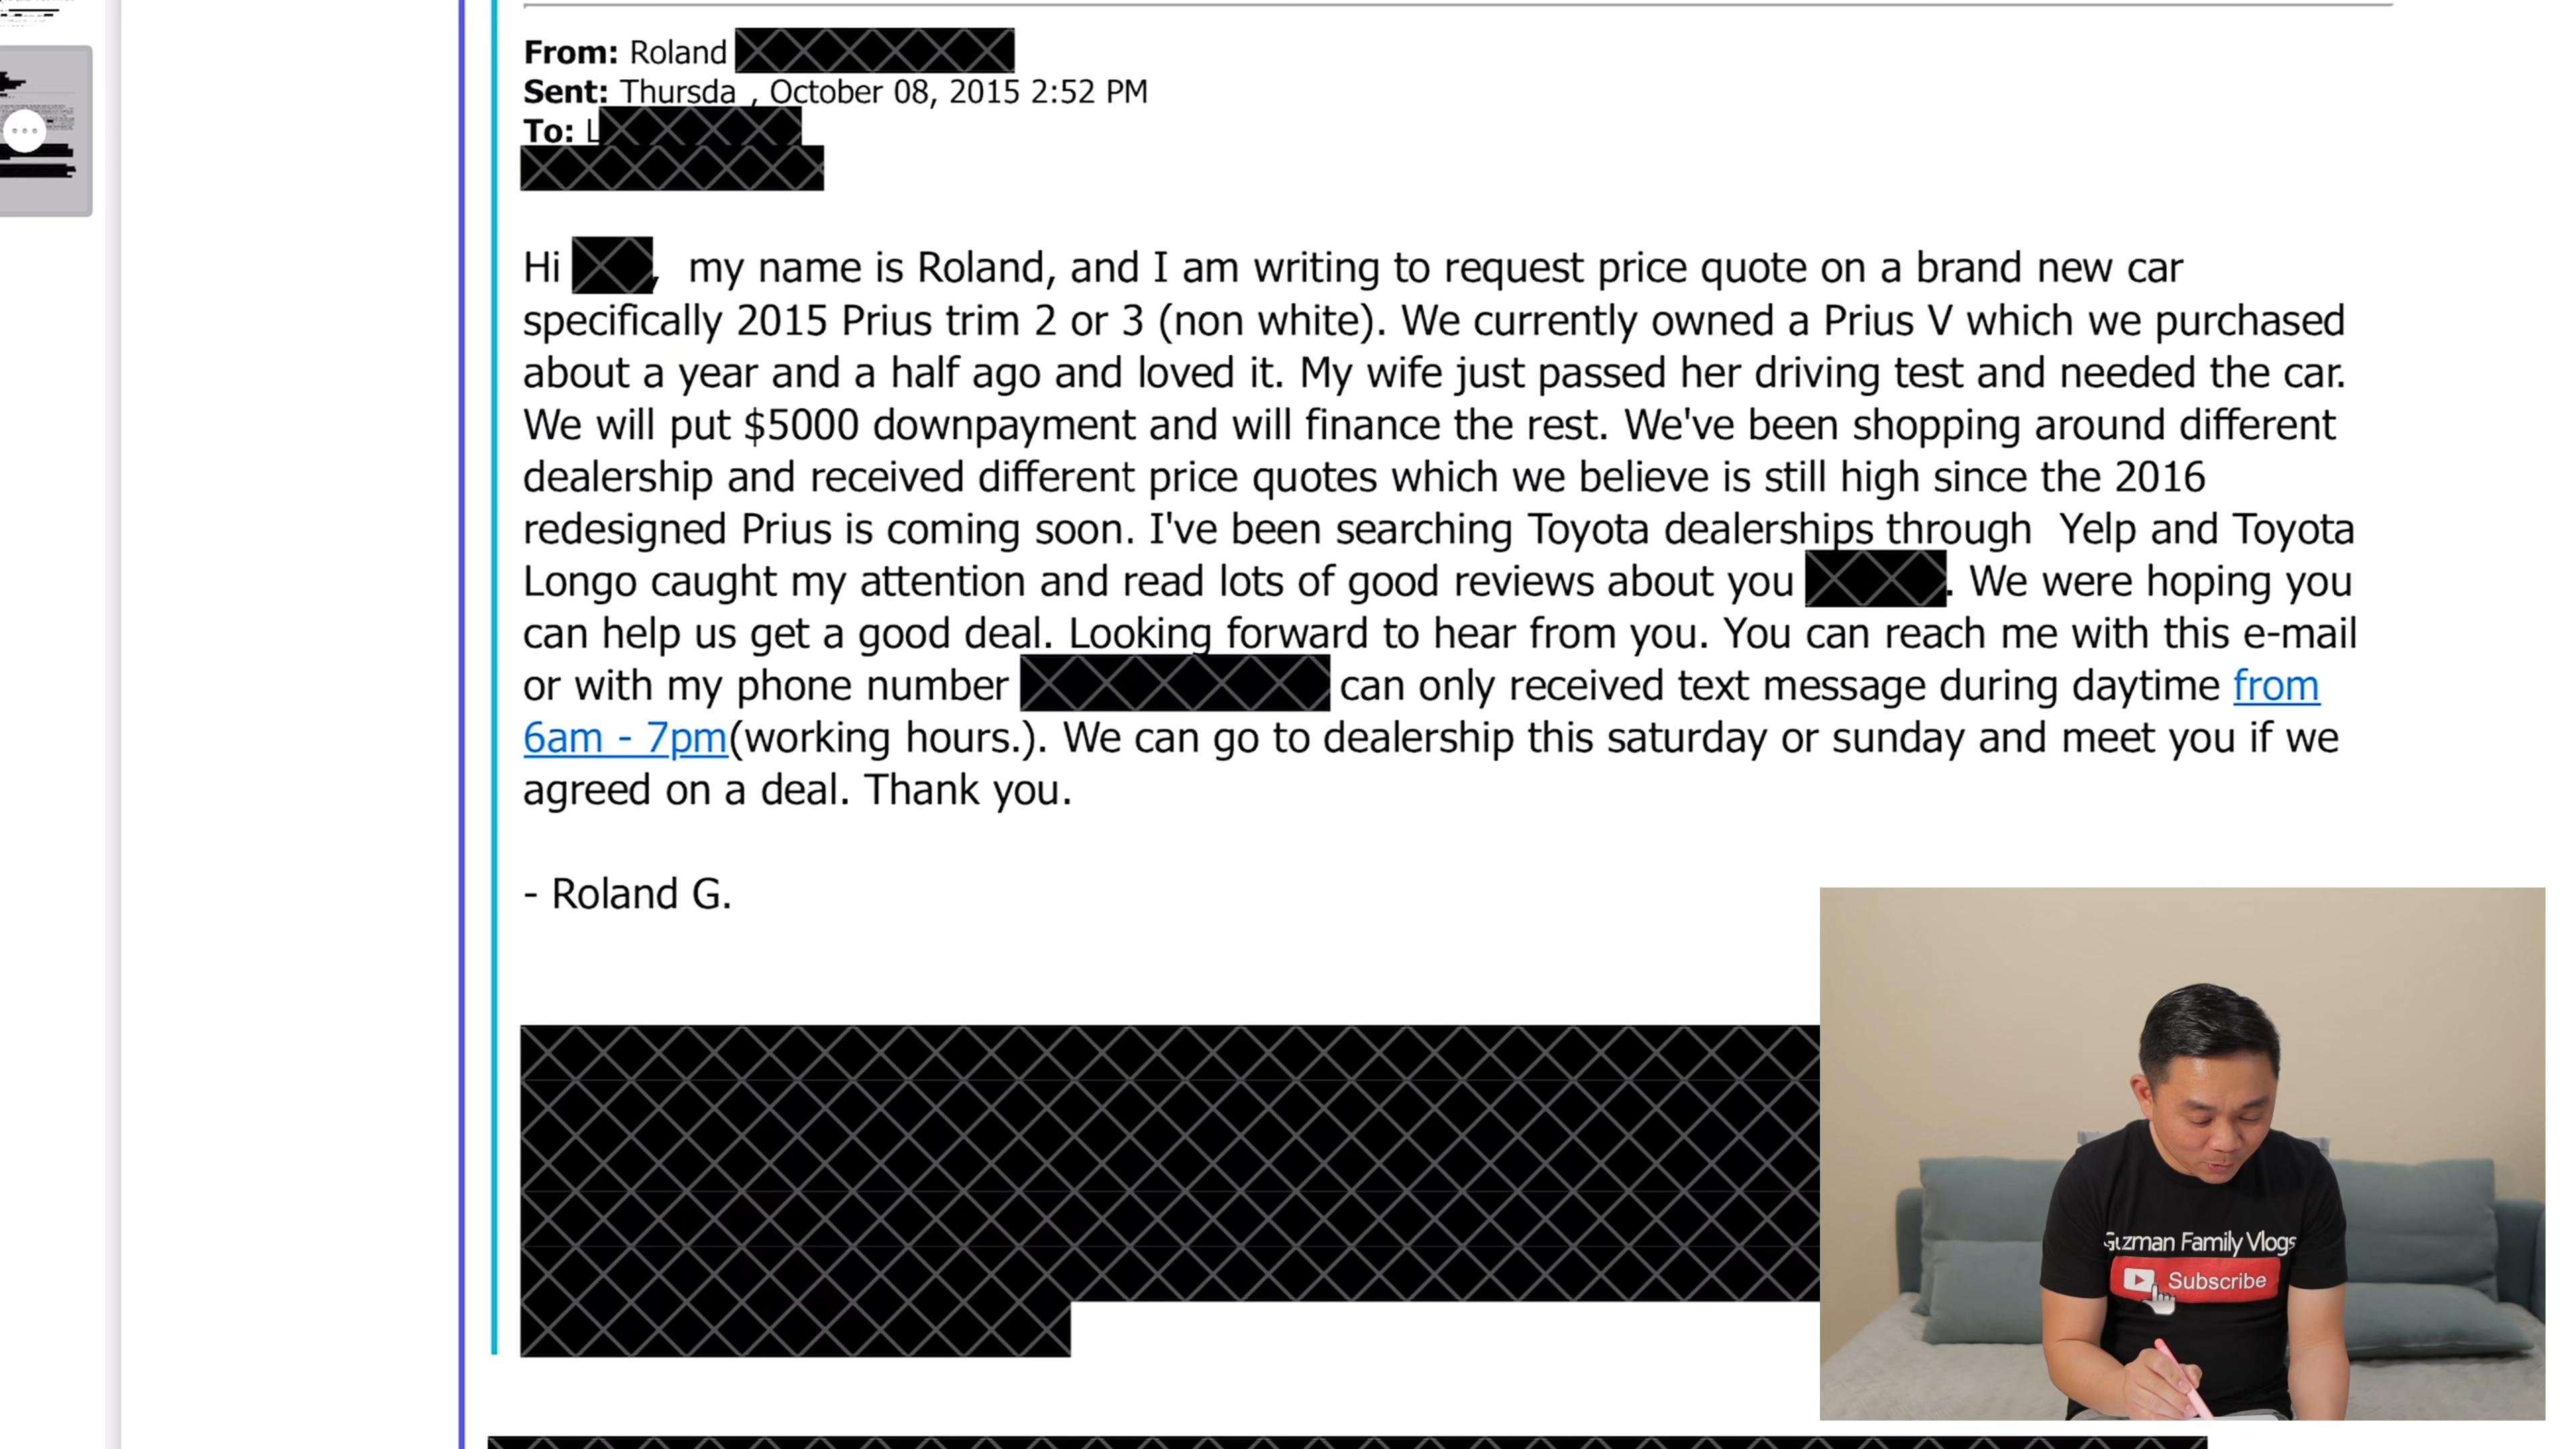 From: Roland
Sent: Thursda , October 08, 2015 2:52 PM
To: L
Hi , my name is Roland, and I am writing to request price quote on a brand new car
specifically 2015 Prius trim 2 or 3 (non white). We currently owned a Prius V which we purchased
about a year and a half ago and loved it. My wife just passed her driving test and needed the car.
We will put $5000 downpayment and will finance the rest. We've been shopping around different
dealership and received different price quotes which we believe is still high since the 2016
redesigned Prius is coming soon. I've been searching Toyota dealerships through Yelp and Toyota
Longo caught my attention and read lots of good reviews about you . We were hoping you
can help us get a good deal. Looking forward to hear from you. You can reach me with this e-mail
or with my phone number can only received text message during daytime from
6am - 7pm(working hours.). We can go to dealership this saturday or sunday and meet you if we
agreed on a deal. Thank you.
- Roland G.
Guzman Family Vlogs
Subscribe